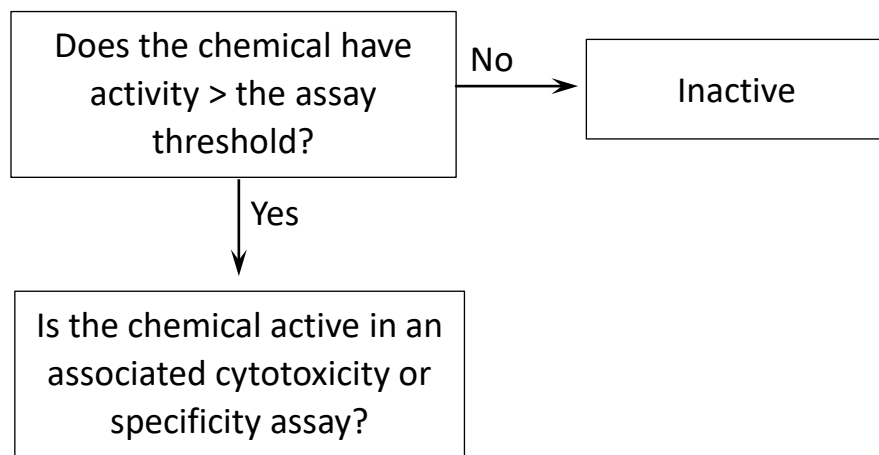 Does the chemical have
activity > the assay
threshold?
No
Inactive
Yes
Is the chemical active in an
associated cytotoxicity or
specificity assay?